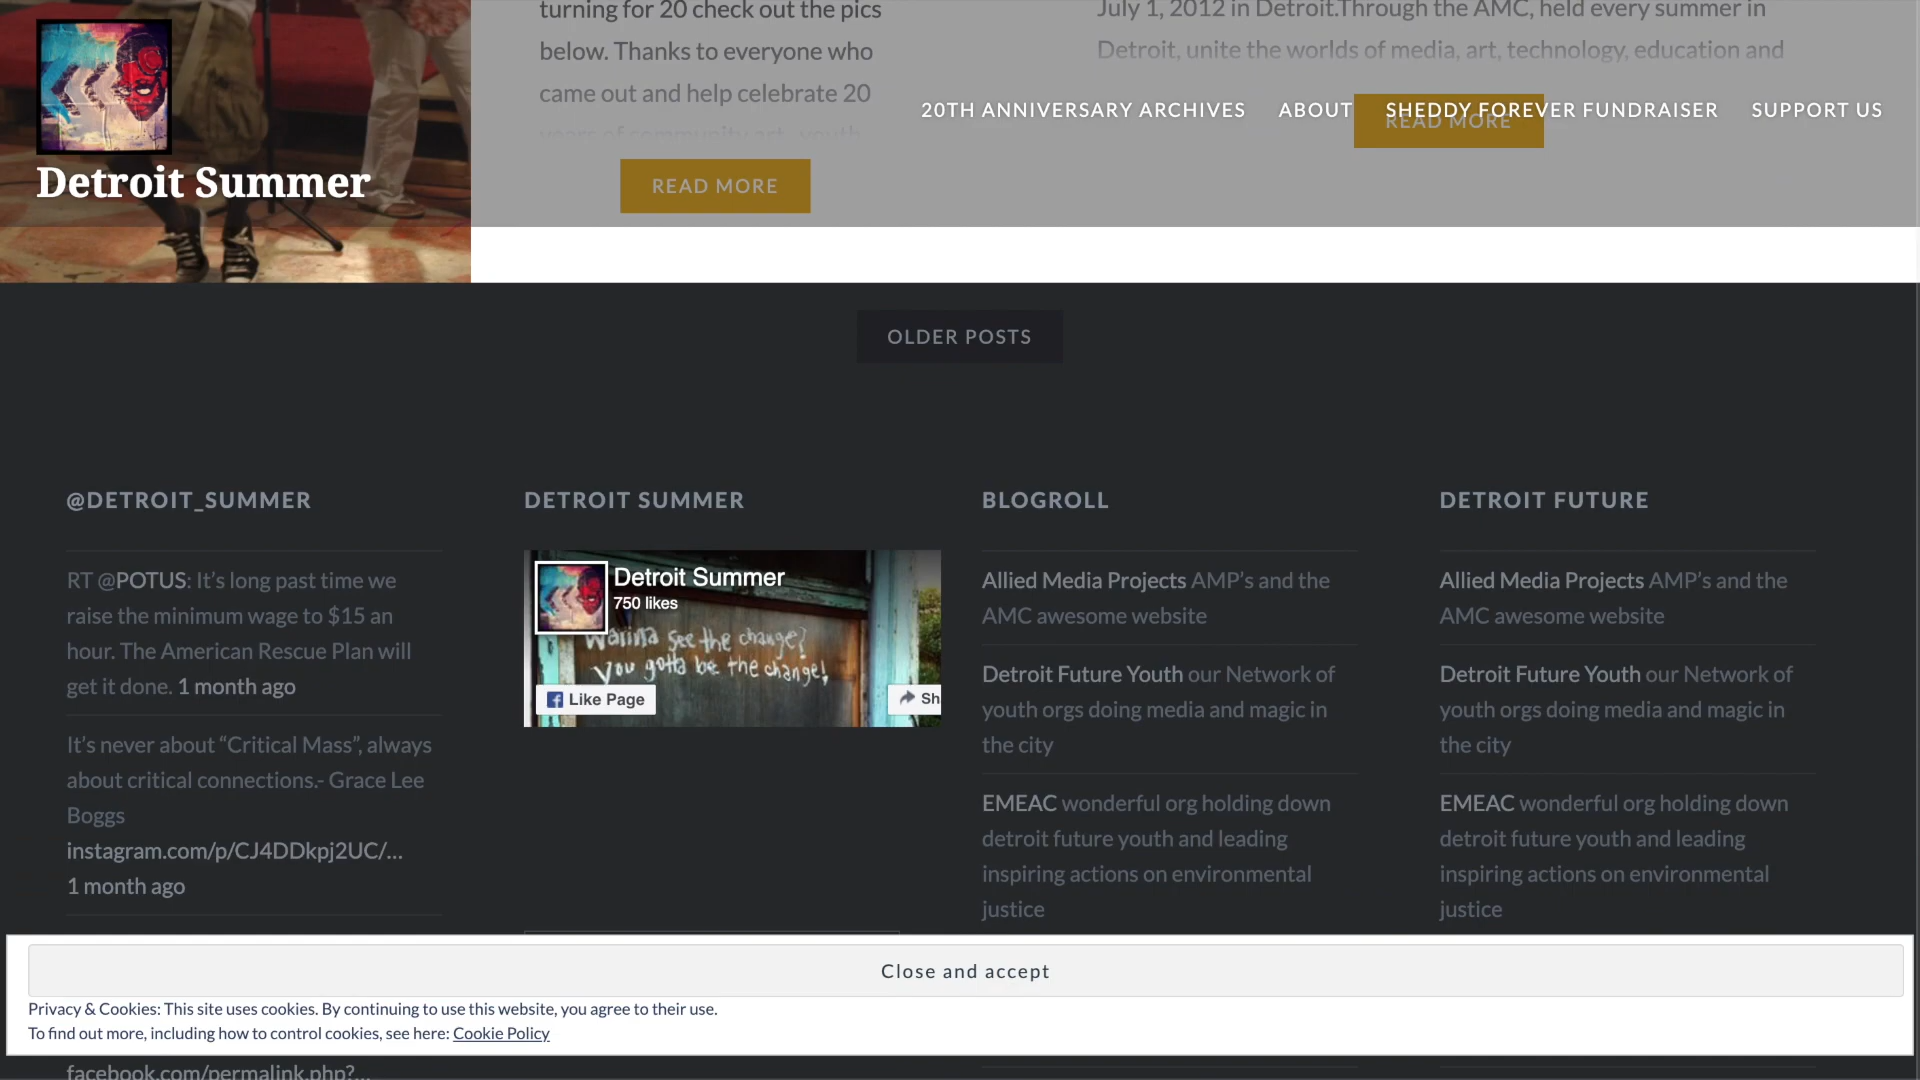 turning for 20 check out the pics
below. Thanks to everyone who
came out and help celebrate 20
years of community art, youth
READ MORE
July 1, 2012 in Detroit.Through the AMC, held every summer in
Detroit, unite the worlds of media, art, technology, education and
READ MORE
Detroit Summer
20TH ANNIVERSARY ARCHIVES ABOUT SHEDDY FOREVER FUNDRAISER SUPPORT US
OLDER POSTS
@DETROIT_SUMMER
RT @POTUS: It’s long past time we
raise the minimum wage to $15 an
hour. The American Rescue Plan will
get it done. 1 month ago
It’s never about “Critical Mass”, always
about critical connections.- Grace Lee
Boggs
instagram.com/p/CJ4DDkpj2UC/…
1 month ago
facebook.com/permalink.php?…
DETROIT SUMMER
Detroit Summer
750 likes
Wanna see the change?
You gotta be the change!
Like Page
Sh
BLOGROLL
Allied Media Projects AMP’s and the
AMC awesome website
Detroit Future Youth our Network of
youth orgs doing media and magic in
the city
EMEAC wonderful org holding down
detroit future youth and leading
inspiring actions on environmental
justice
DETROIT FUTURE
Allied Media Projects AMP’s and the
AMC awesome website
Detroit Future Youth our Network of
youth orgs doing media and magic in
the city
EMEAC wonderful org holding down
detroit future youth and leading
inspiring actions on environmental
justice
Close and accept
Privacy & Cookies: This site uses cookies. By continuing to use this website, you agree to their use.
To find out more, including how to control cookies, see here: Cookie Policy